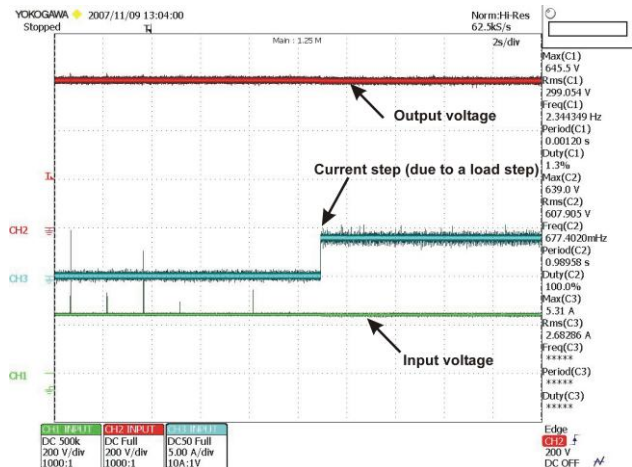 YOKOGAWA 2007/11/09 13:04:00
Stopped
Norm:Hi-Res
62.5kS/s
Main : 1.25 M
2s/div
Output voltage
Current step (due to a load step)
Input voltage
CH2
CH3
CH1
Max(C1)
645.5 V
Rms(C1)
299.054 V
Freq(C1)
2.344349 Hz
Period(C1)
0.00120 s
Duty(C1)
1.3%
Max(C2)
639.0 V
Rms(C2)
607.905 V
Freq(C2)
677.4020mHz
Period(C2)
0.98958 s
Duty(C2)
100.0%
Max(C3)
5.31 A
Rms(C3)
2.68286 A
Freq(C3)
*****
Period(C3)
*****
Duty(C3)
*****
CH1 INPUT
DC 500k
200 V/div
1000:1
CH2 INPUT
DC Full
200 V/div
1000:1
CH3 INPUT
DC50 Full
5.00 A/div
10A:1V
Edge
CH2
200 V
DC OFF